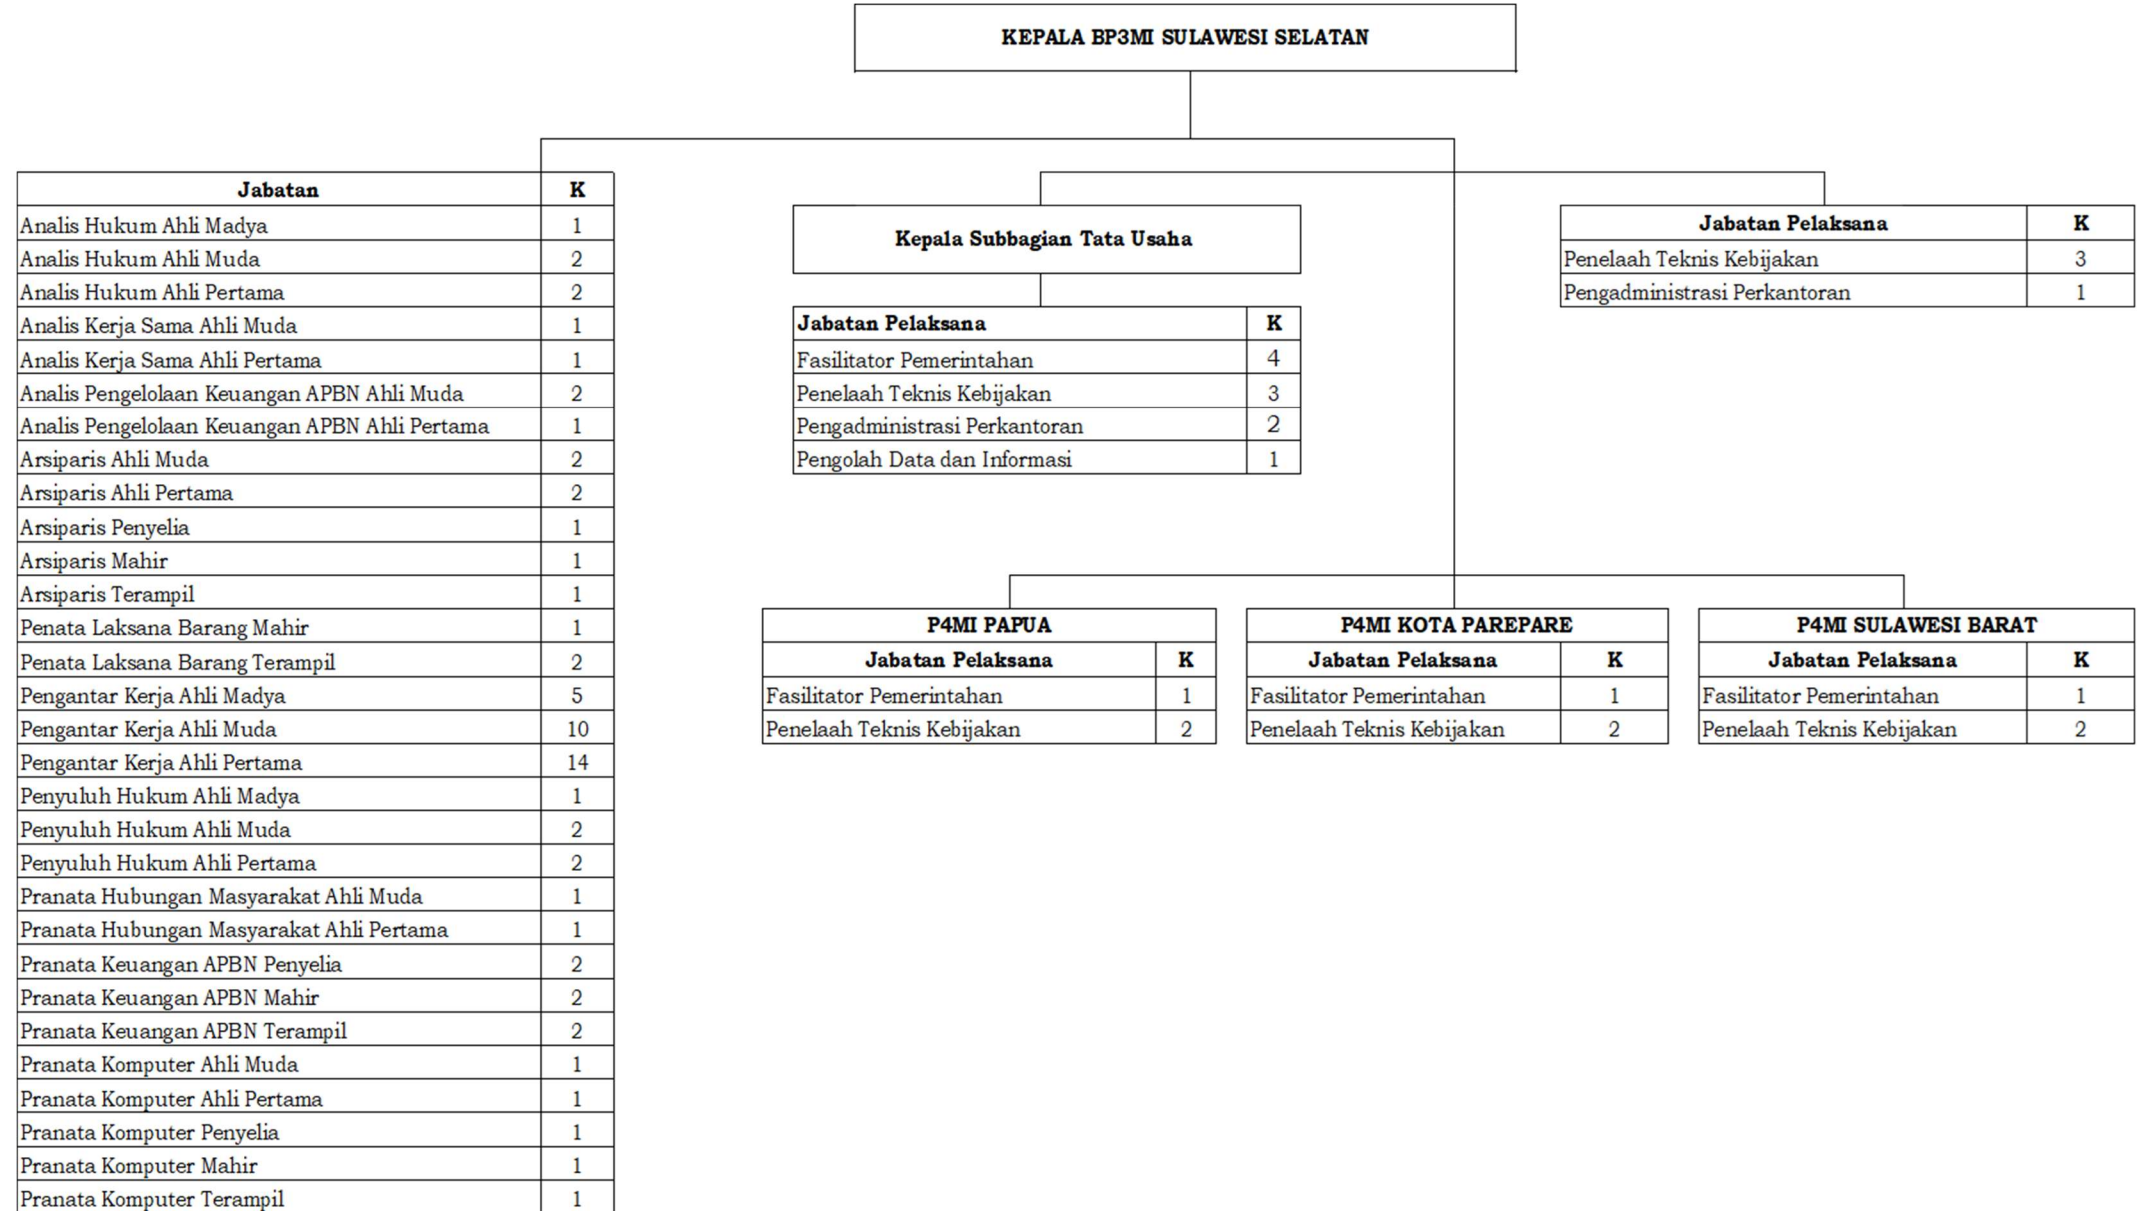 KEPALA BP3MI SULAWESI SELATAN
Jabatan K
Analis Hukum Ahli Madya 1
Analis Hukum Ahli Muda 2
Analis Hukum Ahli Pertama 2
Analis Kerja Sama Ahli Muda 1
Analis Kerja Sama Ahli Pertama 1
Analis Pengelolaan Keuangan APBN Ahli Muda 2
Analis Pengelolaan Keuangan APBN Ahli Pertama 1
Arsiparis Ahli Muda 2
Arsiparis Ahli Pertama 2
Arsiparis Penyelia 1
Arsiparis Mahir 1
Arsiparis Terampil 1
Penata Laksana Barang Mahir 1
Penata Laksana Barang Terampil 2
Pengantar Kerja Ahli Madya 5
Pengantar Kerja Ahli Muda 10
Pengantar Kerja Ahli Pertama 14
Penyuluh Hukum Ahli Madya 1
Penyuluh Hukum Ahli Muda 2
Penyuluh Hukum Ahli Pertama 2
Pranata Hubungan Masyarakat Ahli Muda 1
Pranata Hubungan Masyarakat Ahli Pertama 1
Pranata Keuangan APBN Penyelia 2
Pranata Keuangan APBN Mahir 2
Pranata Keuangan APBN Terampil 2
Pranata Komputer Ahli Muda 1
Pranata Komputer Ahli Pertama 1
Pranata Komputer Penyelia 1
Pranata Komputer Mahir 1
Pranata Komputer Terampil 1
Kepala Subbagian Tata Usaha
Jabatan Pelaksana K
Fasilitator Pemerintahan 4
Penelaah Teknis Kebijakan 3
Pengadministrasi Perkantoran 2
Pengolah Data dan Informasi 1
Jabatan Pelaksana K
Penelaah Teknis Kebijakan 3
Pengadministrasi Perkantoran 1
P4MI PAPUA
Jabatan Pelaksana K
Fasilitator Pemerintahan 1
Penelaah Teknis Kebijakan 2
P4MI KOTA PAREPARE
Jabatan Pelaksana K
Fasilitator Pemerintahan 1
Penelaah Teknis Kebijakan 2
P4MI SULAWESI BARAT
Jabatan Pelaksana K
Fasilitator Pemerintahan 1
Penelaah Teknis Kebijakan 2